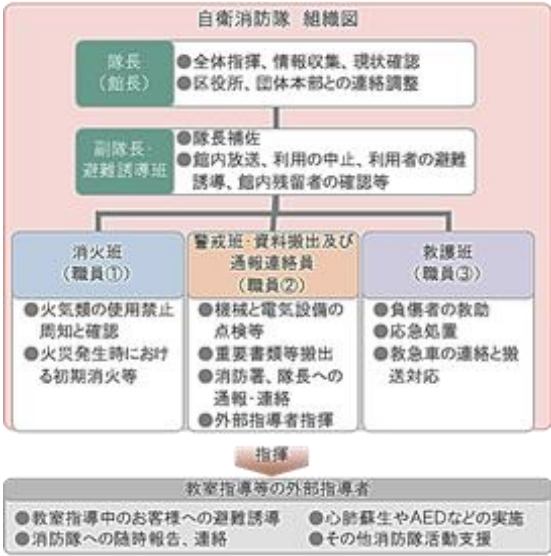 自衛消防隊 組織図
隊長
(館長)
●全体指揮、情報収集、現状確認
●区役所、団体本部との連絡調整
副隊長・
避難誘導班
●隊長補佐
●館内放送、利用の中止、利用者の避難
誘導、館内残留者の確認等
消火班
(職員①)
●火気類の使用禁止
周知と確認
●火災発生時におけ
る初期消火等
警戒班・資料搬出及び
通報連絡員
(職員②)
●機械と電気設備の
点検等
●重要書類等搬出
●消防署、隊長への
通報・連絡
●外部指導者指揮
救護班
(職員③)
●負傷者の救助
●応急処置
●救急車の連絡と搬
送対応
指揮
教室指導等の外部指導者
●教室指導中のお客様への避難誘導
●消防隊への随時報告、連絡
●心肺蘇生やAEDなどの実施
●その他消防隊活動支援